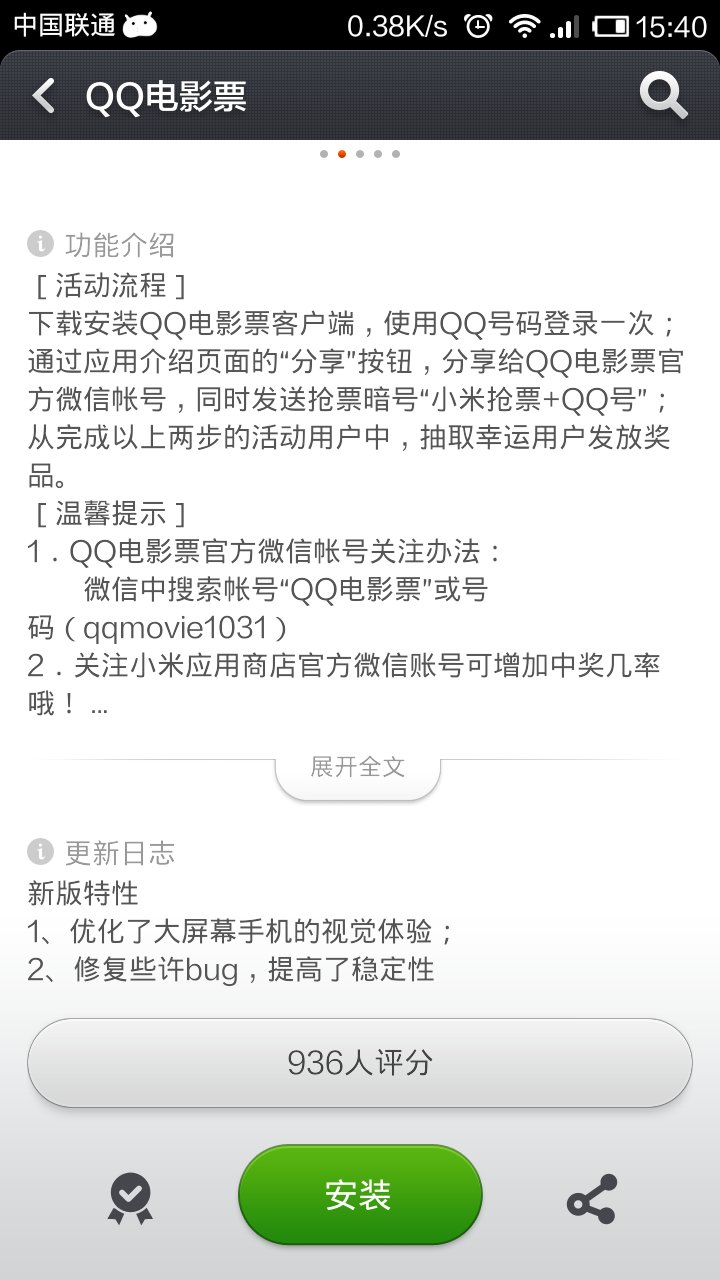 中国联通
0.38K/s
15:40
QQ电影票
功能介绍
［活动流程］
下载安装QQ电影票客户端，使用QQ号码登录一次；
通过应用介绍页面的“分享”按钮，分享给QQ电影票官
方微信帐号，同时发送抢票暗号“小米抢票+QQ号”；
从完成以上两步的活动用户中，抽取幸运用户发放奖
品。
［温馨提示］
1．QQ电影票官方微信帐号关注办法：
微信中搜索帐号“QQ电影票”或号
码（qqmovie1031）
2．关注小米应用商店官方微信账号可增加中奖几率
哦！ ...
展开全文
更新日志
新版特性
1、优化了大屏幕手机的视觉体验；
2、修复些许bug，提高了稳定性
936人评分
安装